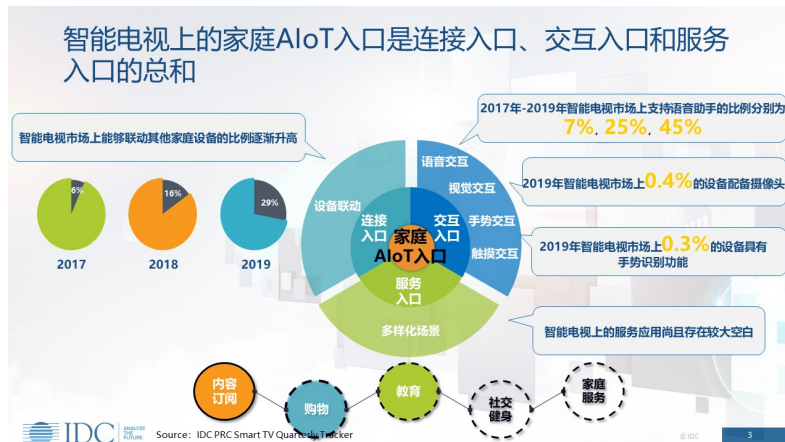 智能电视上的家庭AIoT入口是连接入口、交互入口和服务
入口的总和
智能电视市场上能够联动其他家庭设备的比例逐渐升高
6%
16%
29%
2017
2018
2019
2017年-2019年智能电视市场上支持语音助手的比例分别为
7%, 25%, 45%
2019年智能电视市场上0.4%的设备配备摄像头
2019年智能电视市场上0.3%的设备具有
手势识别功能
智能电视上的服务应用尚且存在较大空白
设备联动
语音交互
视觉交互
手势交互
触摸交互
多样化场景
连接
入口
交互
入口
服务
入口
家庭
AIoT入口
内容
订阅
购物
教育
社交
健身
家庭
服务
IDC
ANALYZE
THE
FUTURE
Source: IDC PRC Smart TV Quarterly Tracker
© IDC
3